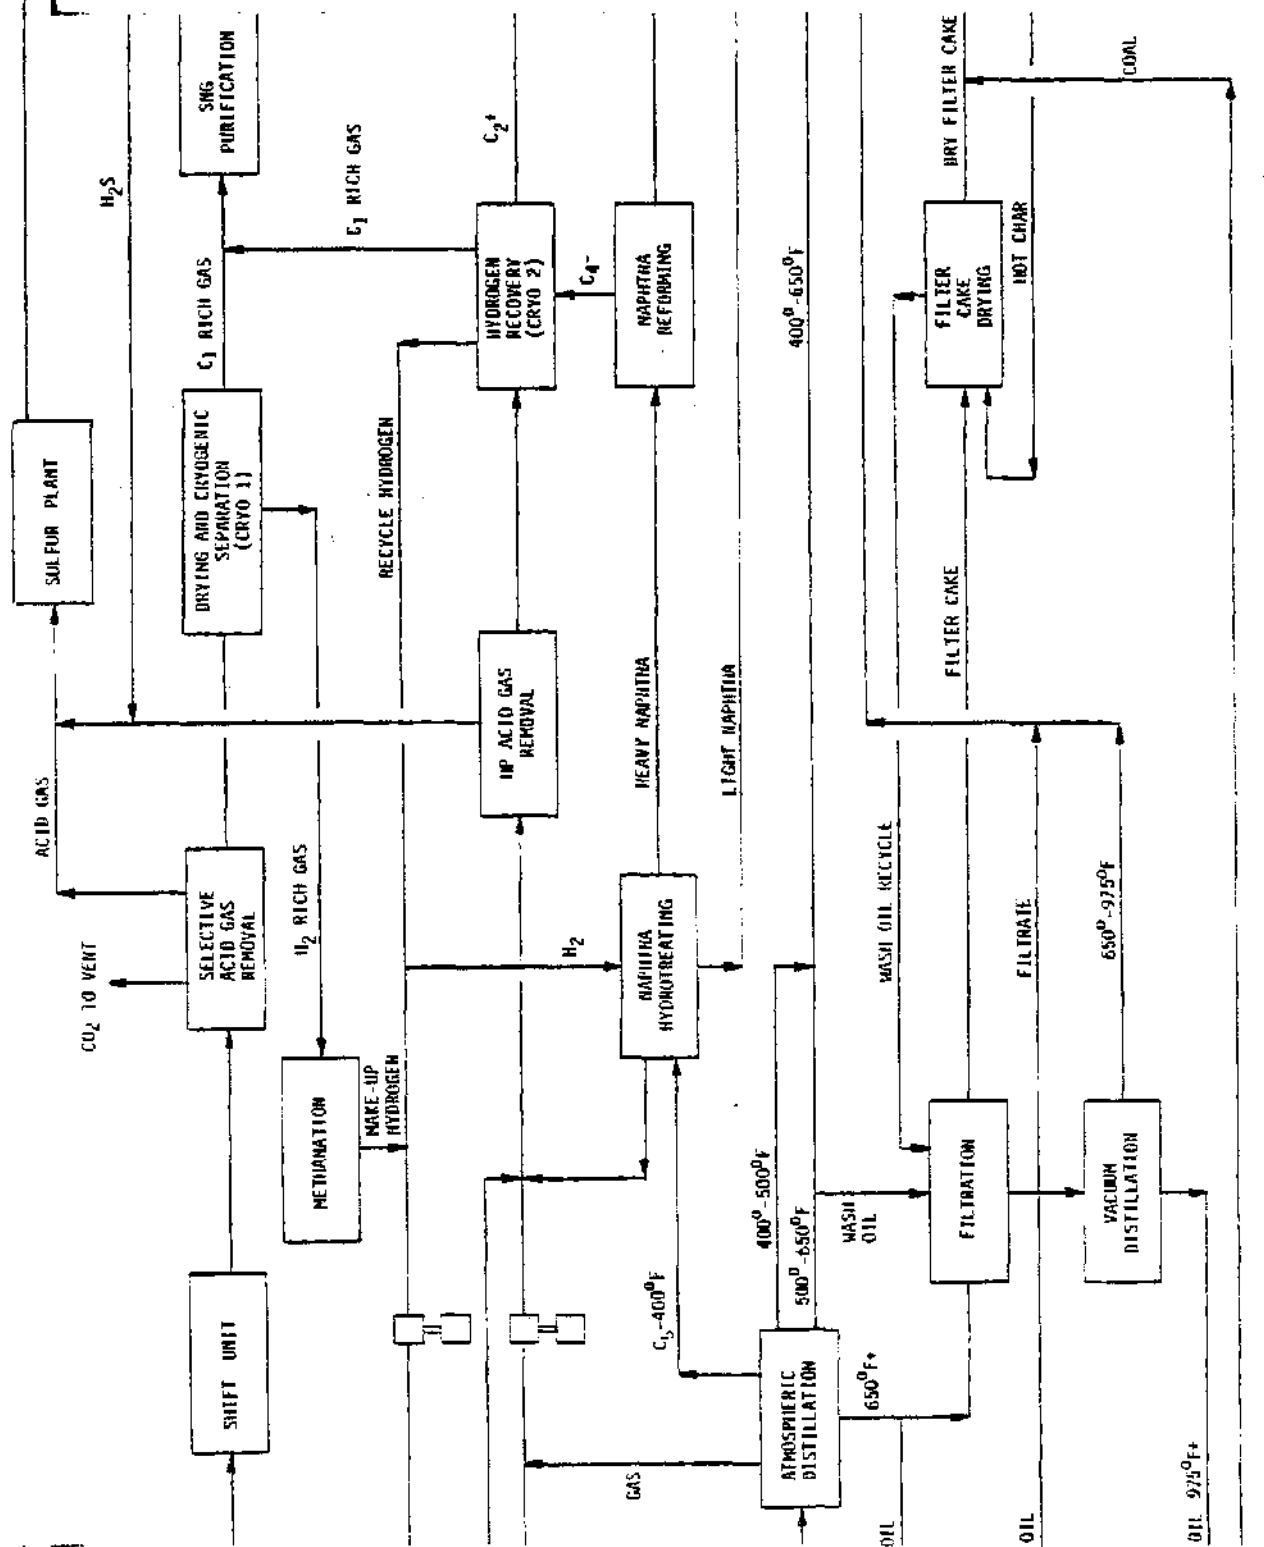 SULFUR PLANT
ACID GAS
CO2 TO VENT
H2S
SNG
PURIFICATION
C1 RICH GAS
DRYING AND CRYOGENIC
SEPARATION
(CRYO 1)
SELECTIVE
ACID GAS
REMOVAL
SHIFT UNIT
H2 RICH GAS
METHANATION
MAKE-UP
HYDROGEN
RECYCLE HYDROGEN
C1 RICH GAS
C2+
HYDROGEN
RECOVERY
(CRYO 2)
HP ACID GAS
REMOVAL
H2
C4-
NAPHTHA
REFORMING
HEAVY NAPHTHA
NAPHTHA
HYDROTREATING
C5-400°F
GAS
LIGHT NAPHTHA
400°-500°F
500°-650°F
400°-650°F
ATMOSPHERIC
DISTILLATION
650°F+
WASH
OIL
WASH OIL RECYCLE
OIL
FILTRATION
FILTER CAKE
FILTER
CAKE
DRYING
DRY FILTER CAKE
HOT CHAR
FILTRATE
OIL
650°-975°F
VACUUM
DISTILLATION
COAL
OIL 975°F+